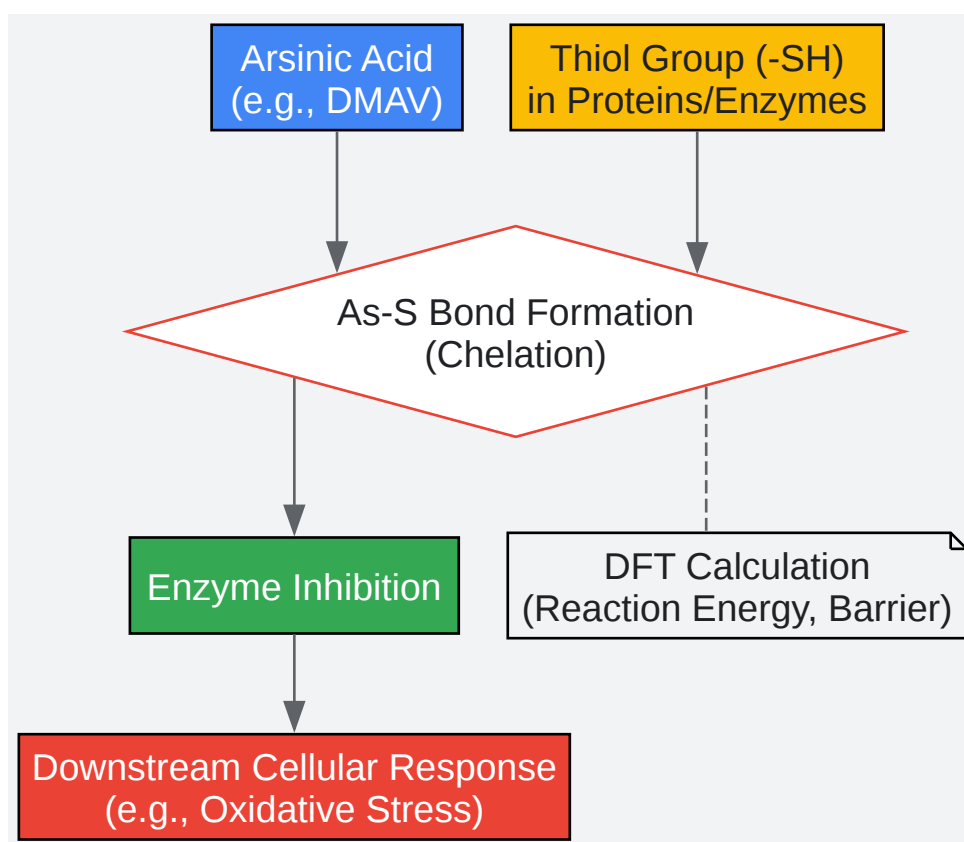 Arsinic Acid
(e.g., DMAV)
Thiol Group (-SH)
in Proteins/Enzymes
As-S Bond Formation
(Chelation)
Enzyme Inhibition
DFT Calculation
(Reaction Energy, Barrier)
Downstream Cellular Response
(e.g., Oxidative Stress)